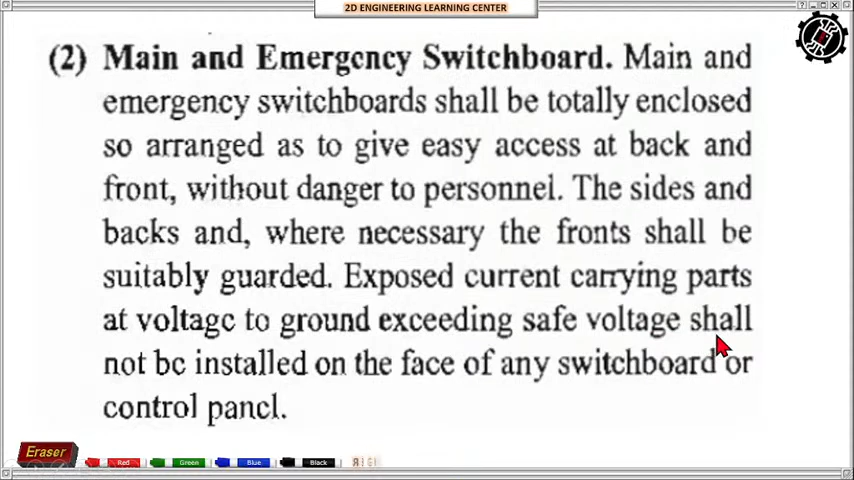 2D ENGINEERING LEARNING CENTER
(2) Main and Emergency Switchboard. Main and
emergency switchboards shall be totally enclosed
so arranged as to give easy access at back and
front, without danger to personnel. The sides and
backs and, where necessary the fronts shall be
suitably guarded. Exposed current carrying parts
at voltage to ground exceeding safe voltage shall
not be installed on the face of any switchboard or
control panel.
Eraser
Red
Green
Blue
Black